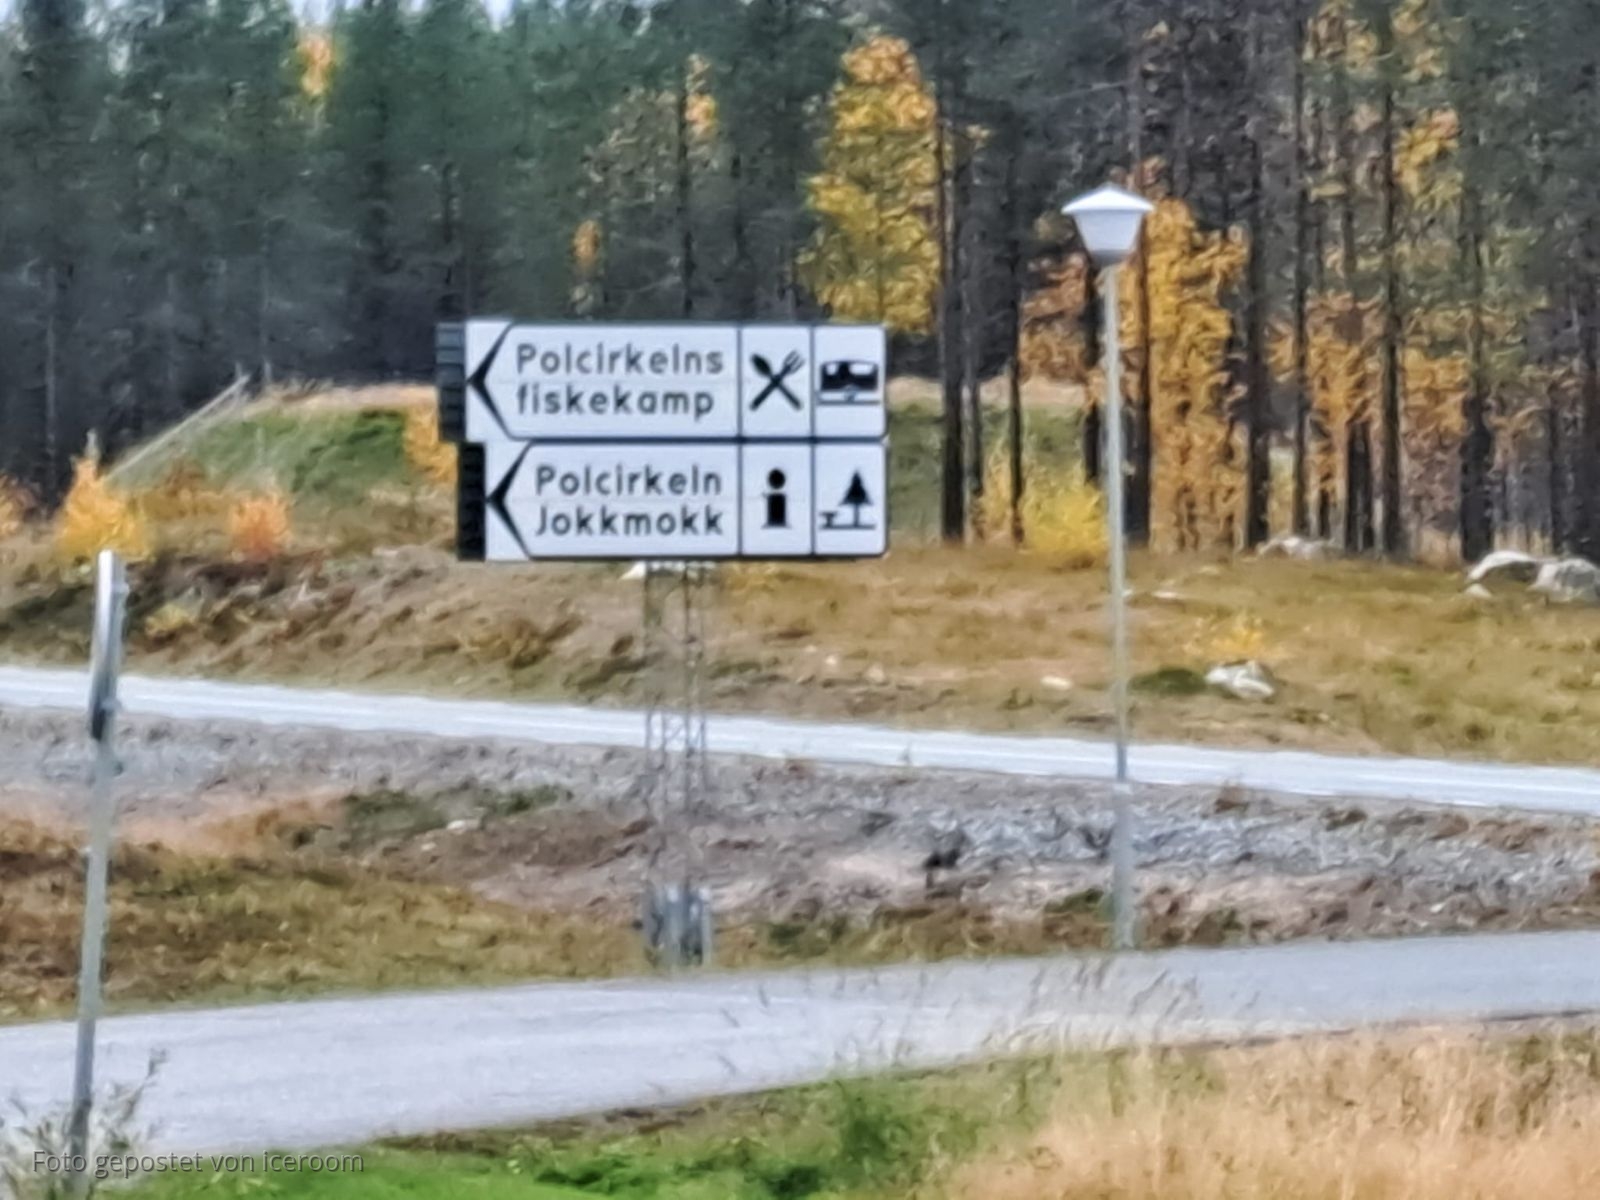 Polcirkelns
fiskekamp
Polcirkeln
Jokkmokk
Foto gepostet von iceroom